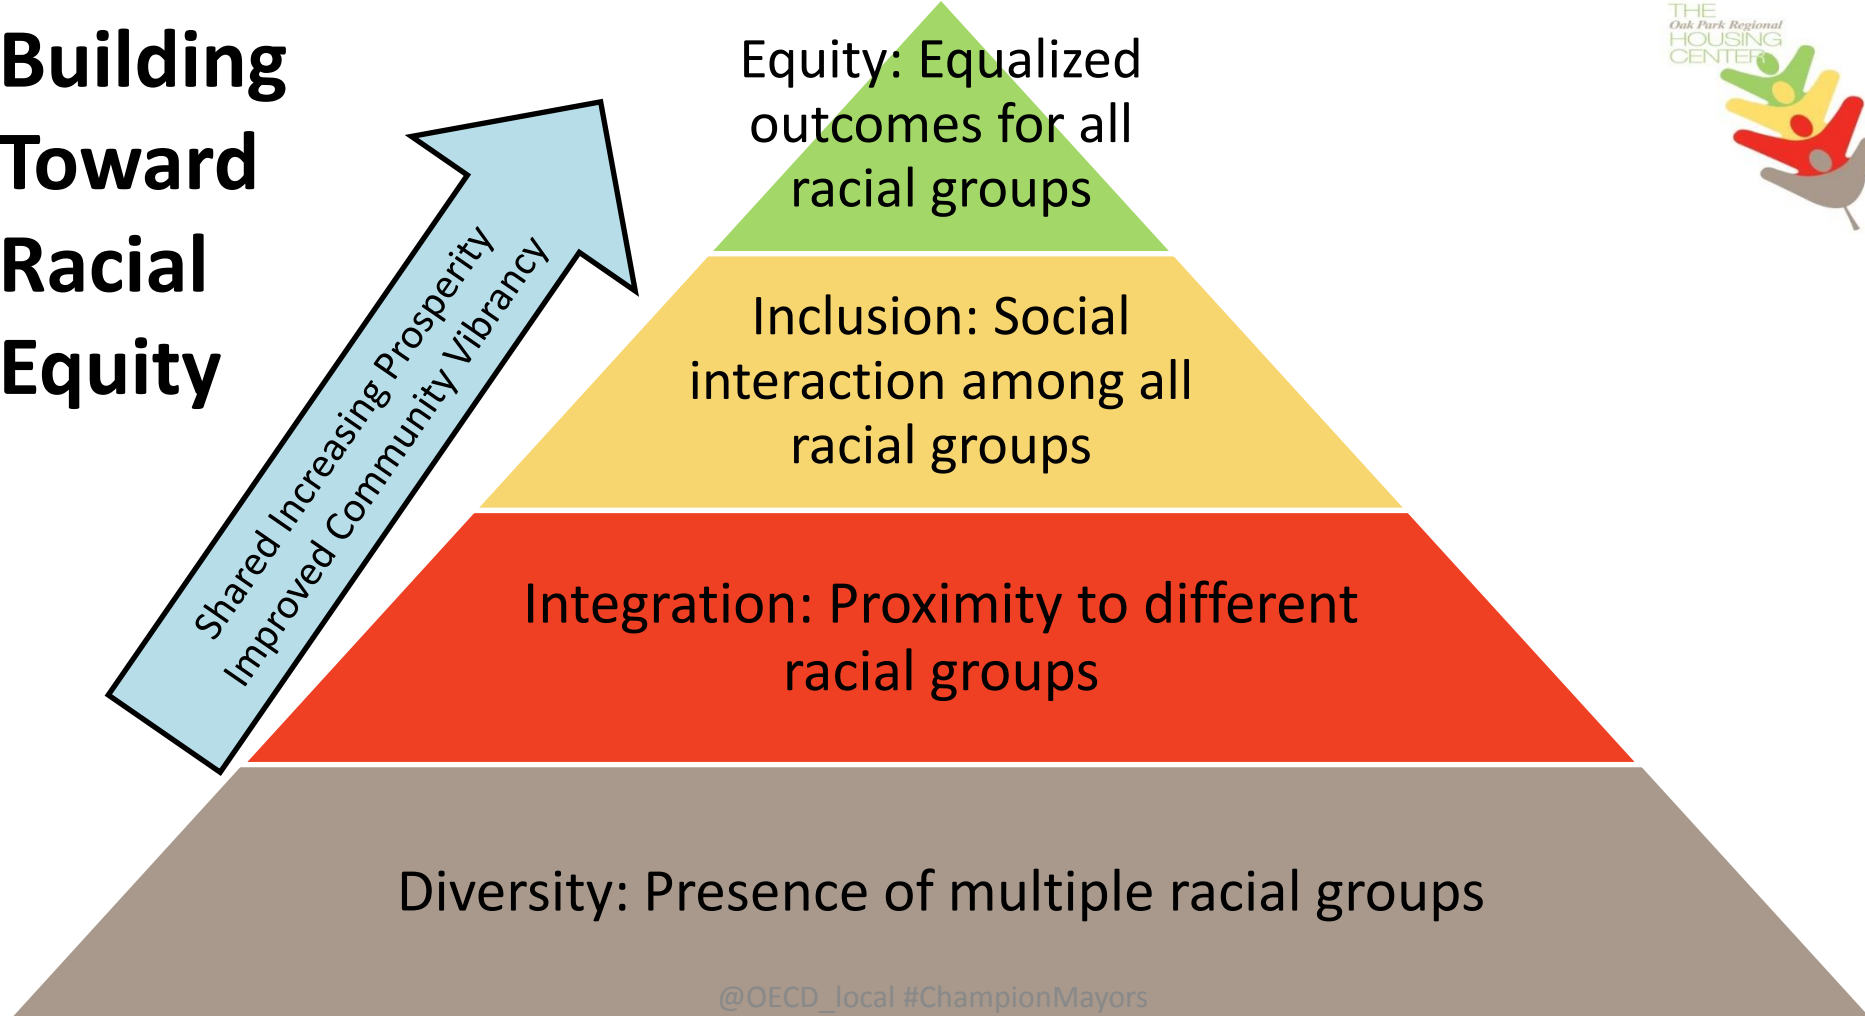 Building
Toward
Racial
Equity
THE
Oak Park Regional
HOUSING
CENTER
Equity: Equalized
outcomes for all
racial groups
Shared Increasing Prosperity
Improved Community Vibrancy
Inclusion: Social
interaction among all
racial groups
Integration: Proximity to different
racial groups
Diversity: Presence of multiple racial groups
@OECD_local #ChampionMayors